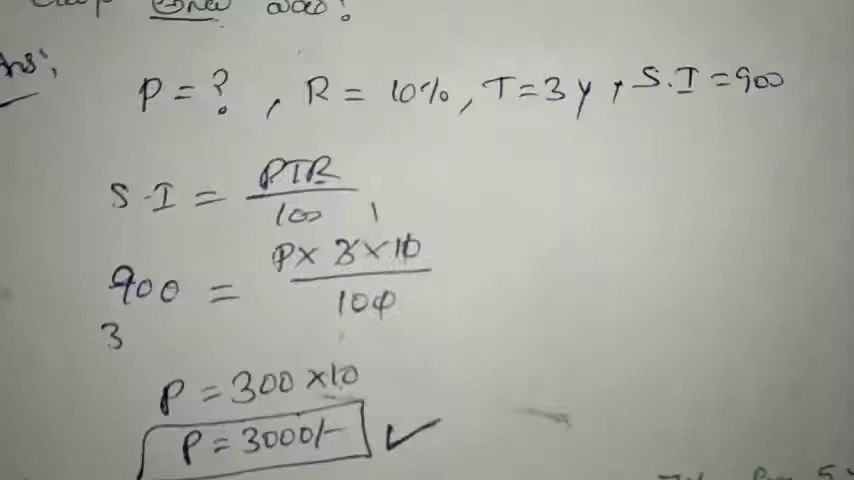 Ans:
P = ? , R = 10%, T = 3 y, S.I = 900
S.I = PTR / 100
900 = P × 3 × 10 / 100
3
P = 300 × 10
P = 3000/- ✓